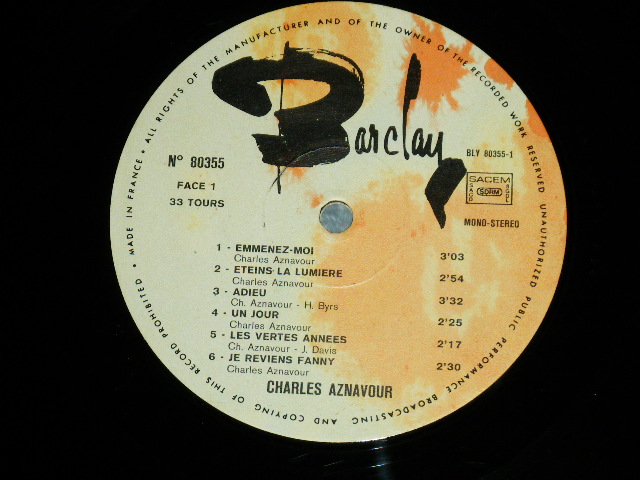 • MADE IN FRANCE • ALL RIGHTS OF THE MANUFACTURER AND OF THE OWNER OF THE RECORDED WORK RESERVED UNAUTHORIZED PUBLIC PERFORMANCE BROADCASTING AND COPYING OF THIS RECORD PROHIBITED
Barclay
N° 80355
FACE 1
33 TOURS
BLY 80355-1
SACEM
SACD SDRM SGDL
MONO-STEREO
1 - EMMENEZ-MOI 3'03
Charles Aznavour
2 - ETEINS LA LUMIERE 2'54
Charles Aznavour
3 - ADIEU 3'32
Ch. Aznavour - H. Byrs
4 - UN JOUR 2'25
Charles Aznavour
5 - LES VERTES ANNEES 2'17
Ch. Aznavour - J. Davis
6 - JE REVIENS FANNY 2'30
Charles Aznavour
CHARLES AZNAVOUR